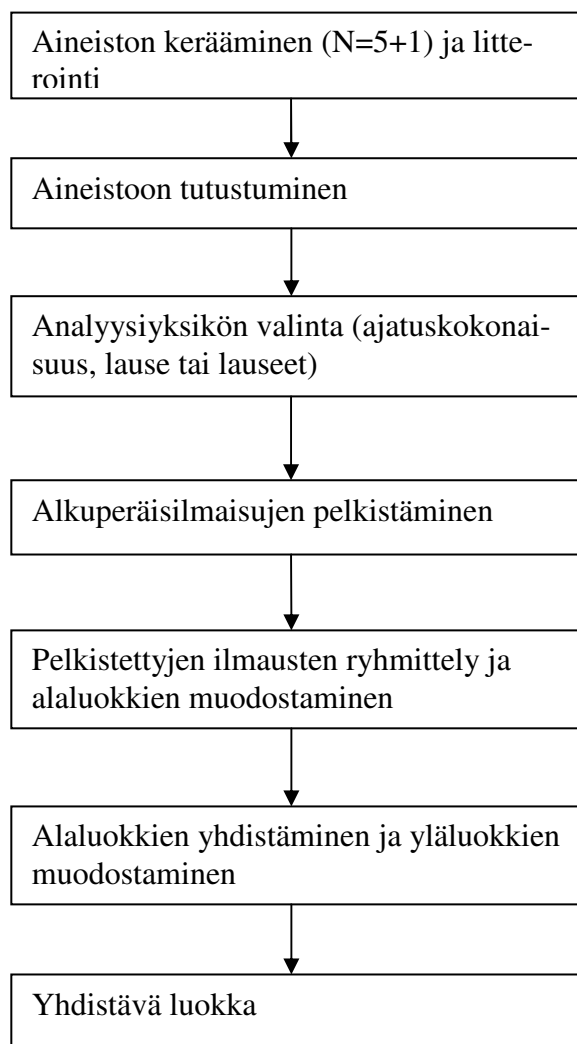 Aineiston kerääminen (N=5+1) ja litte-
rointi
Aineistoon tutustuminen
Analyysiyksikön valinta (ajatuskokonai-
suus, lause tai lauseet)
Alkuperäisilmaisujen pelkistäminen
Pelkistettyjen ilmausten ryhmittely ja
alaluokkien muodostaminen
Alaluokkien yhdistäminen ja yläluokkien
muodostaminen
Yhdistävä luokka